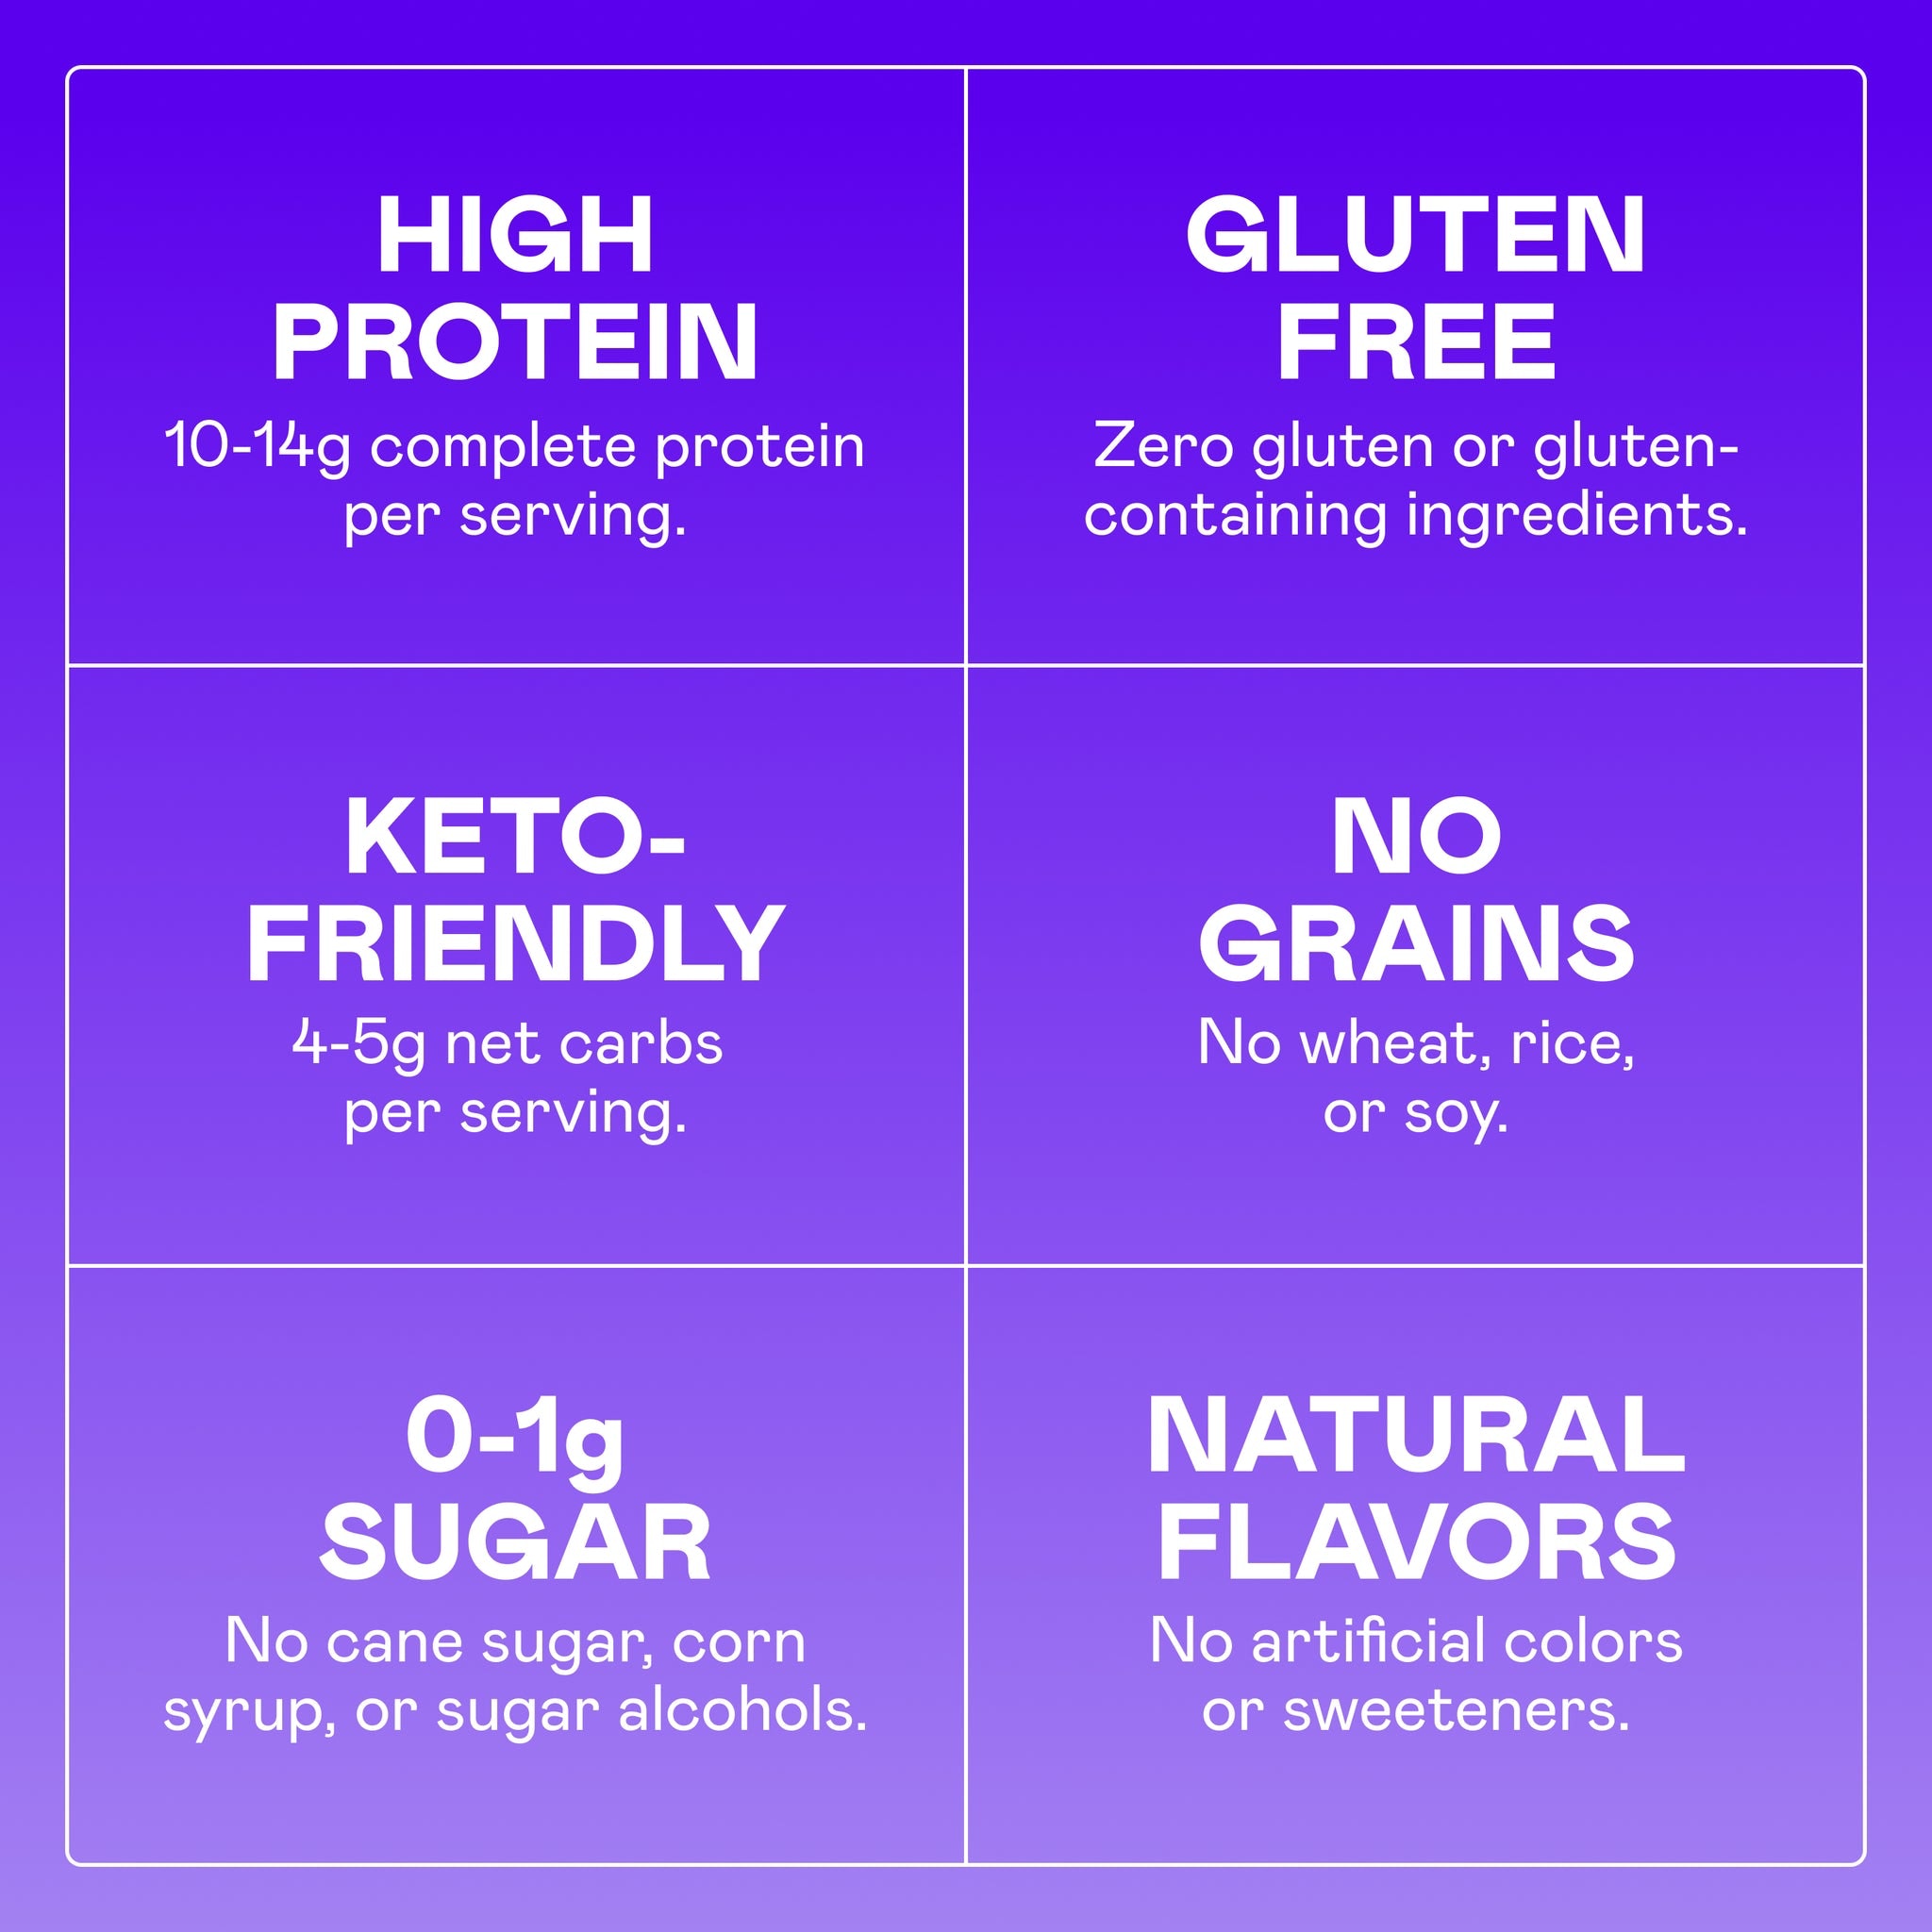 HIGH
PROTEIN
10-14g complete protein
per serving.
GLUTEN
FREE
Zero gluten or gluten-
containing ingredients.
KETO-
FRIENDLY
4-5g net carbs
per serving.
NO
GRAINS
No wheat, rice,
or soy.
0-1g
SUGAR
No cane sugar, corn
syrup, or sugar alcohols.
NATURAL
FLAVORS
No artificial colors
or sweeteners.